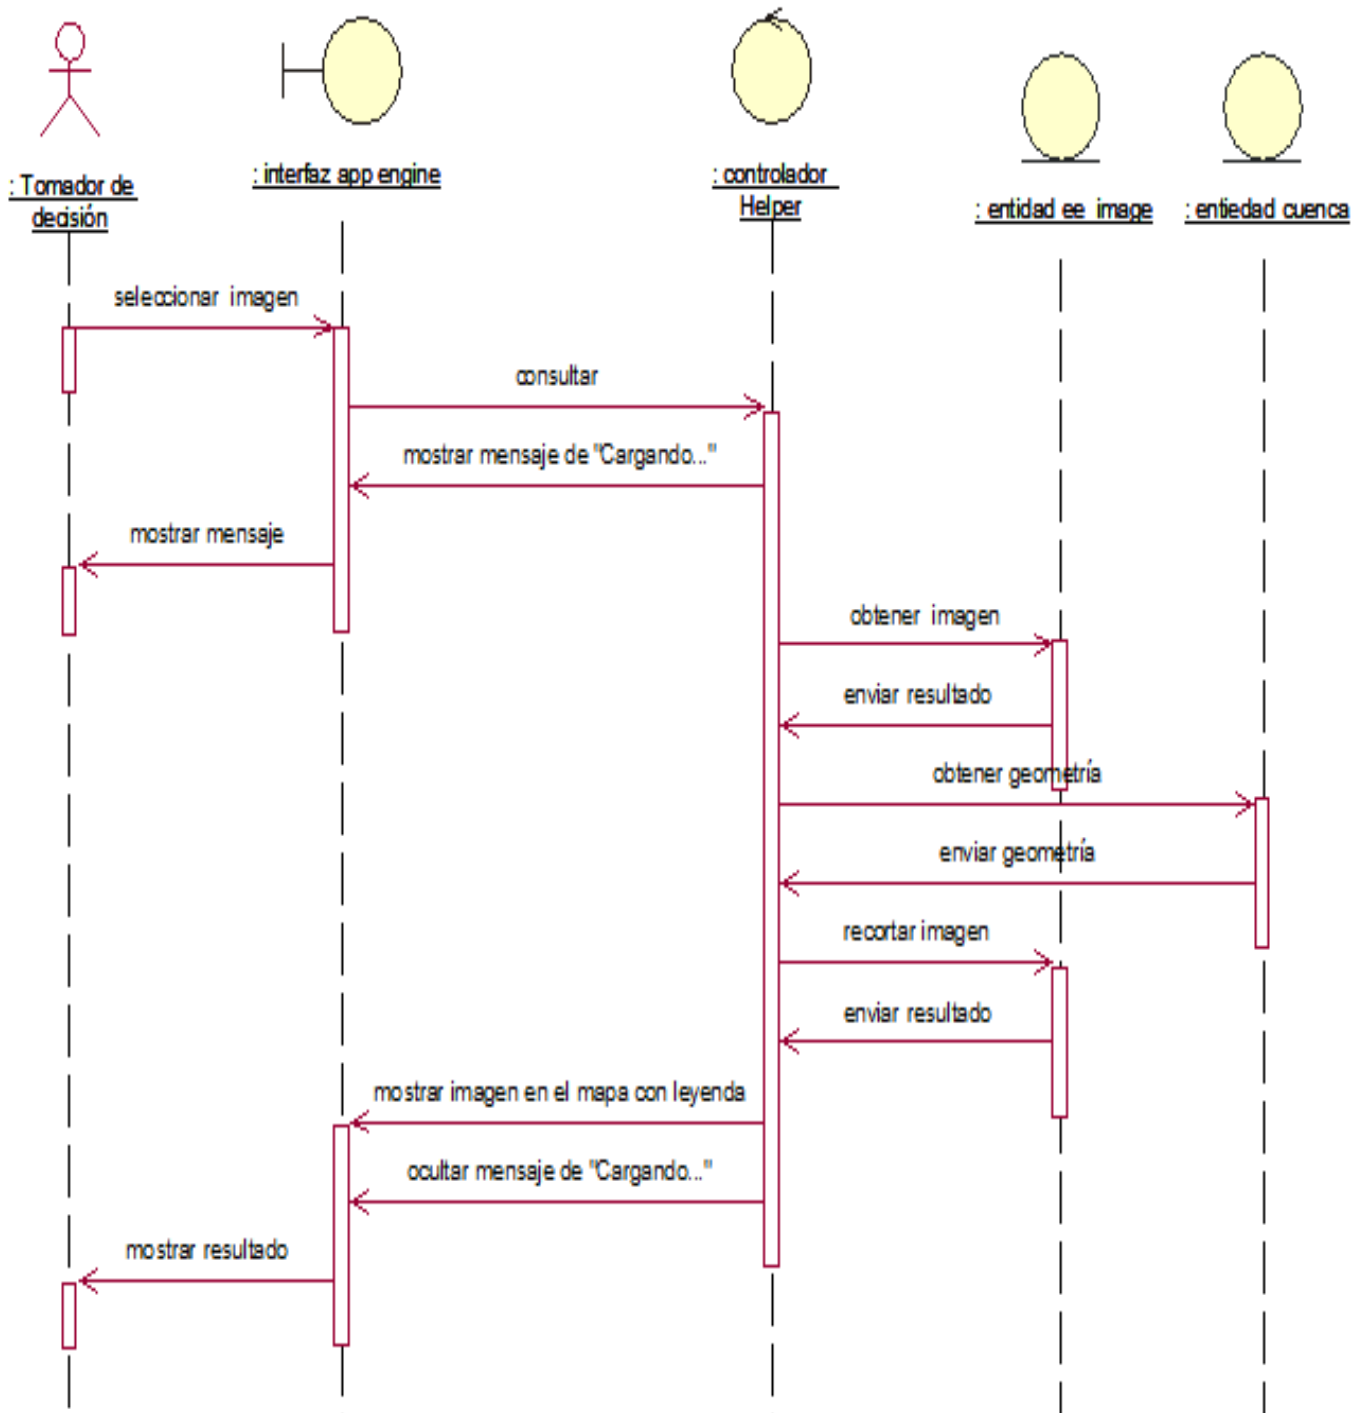 : Tomador de
decisión
: interfaz app engine
: controlador
Helper
: entidad ee_image
: entiedad cuenca
seleccionar imagen
consultar
mostrar mensaje de "Cargando..."
mostrar mensaje
obtener imagen
enviar resultado
obtener geometría
enviar geometría
recortar imagen
enviar resultado
mostrar imagen en el mapa con leyenda
ocultar mensaje de "Cargando..."
mostrar resultado